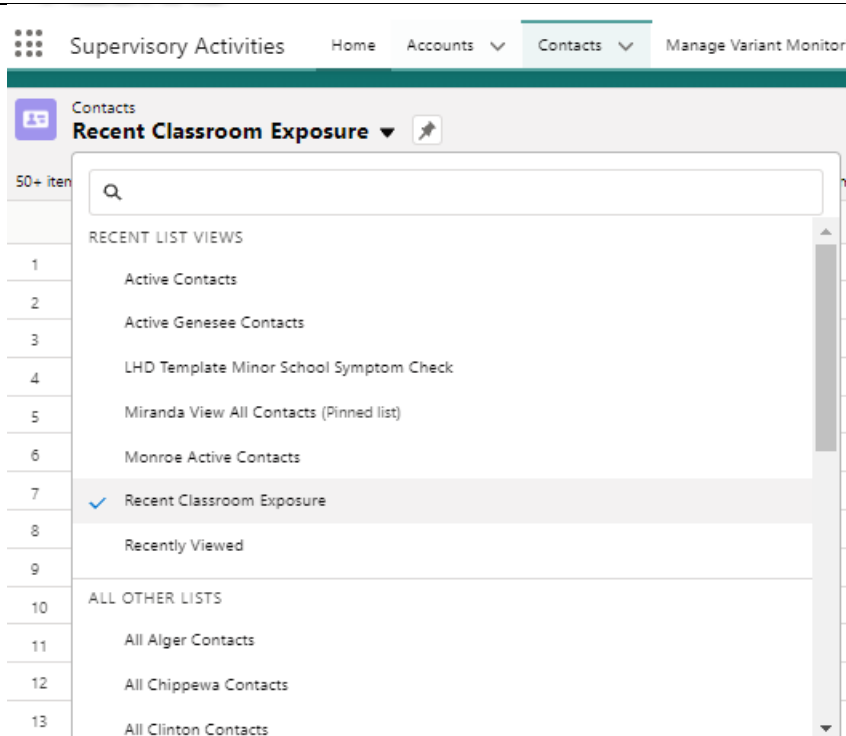 Supervisory Activities Home Accounts Contacts Manage Variant Monitor
Contacts
Recent Classroom Exposure
50+ item
RECENT LIST VIEWS
1
Active Contacts
2
Active Genesee Contacts
3
LHD Template Minor School Symptom Check
4
Miranda View All Contacts (Pinned list)
5
6
Monroe Active Contacts
7
Recent Classroom Exposure
8
Recently Viewed
9
ALL OTHER LISTS
10
All Alger Contacts
11
All Chippewa Contacts
12
All Clinton Contacts
13